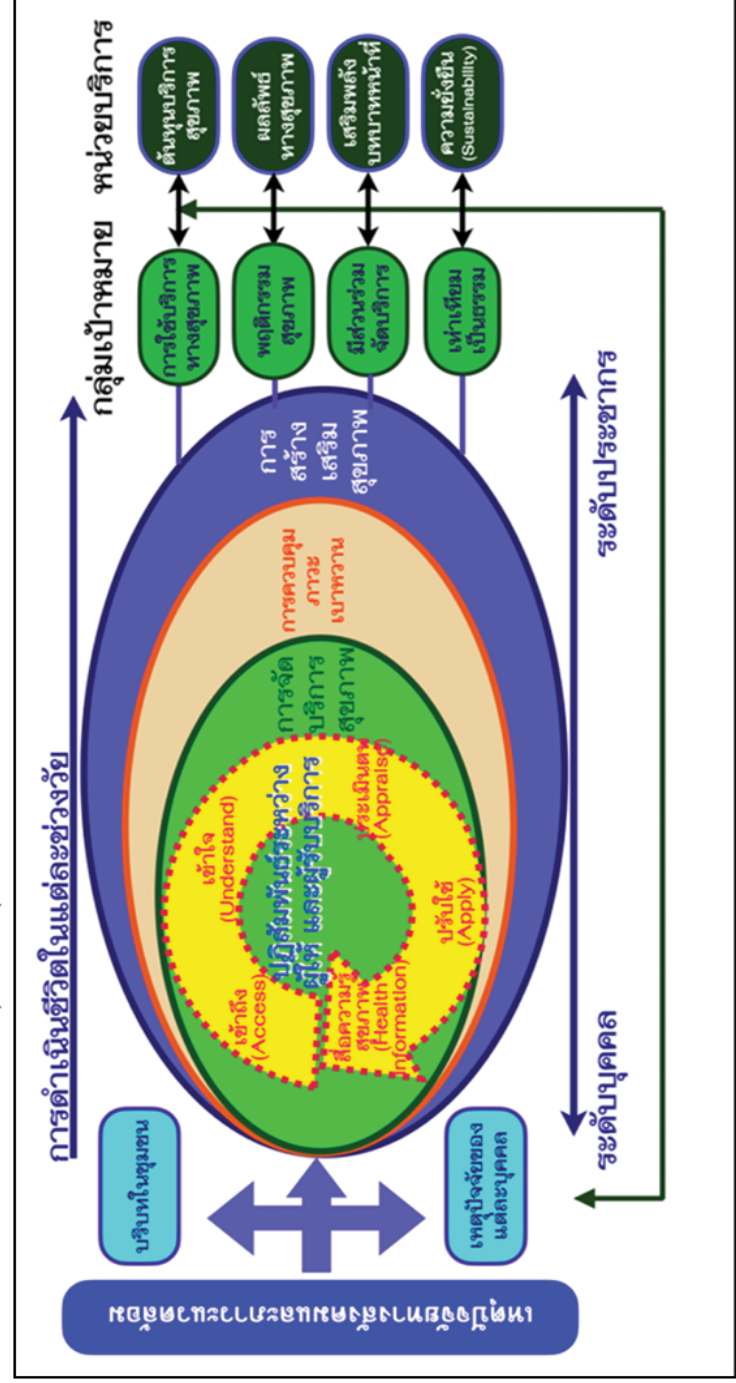 การดำเนินชีวิตในแต่ละช่วงวัย
กลุ่มเป้าหมาย
หน่วยบริการ
เหตุปัจจัยทางสังคมและภาวะแวดล้อม
บริบทในชุมชน
เหตุปัจจัยของ
แต่ละบุคคล
เข้าถึง
(Access)
เข้าใจ
(Understand)
ประเมินตน
(Appraise)
ปรับใช้
(Apply)
สื่อความรู้
สุขภาพ
(Health
Information)
ปฏิสัมพันธ์ระหว่าง
ผู้ให้ และผู้รับบริการ
การจัด
บริการ
สุขภาพ
การควบคุม
ภาวะ
เบาหวาน
การ
สร้าง
เสริม
สุขภาพ
การใช้บริการ
ทางสุขภาพ
พฤติกรรม
สุขภาพ
มีส่วนร่วม
จัดบริการ
เท่าเทียม
เป็นธรรม
ต้นทุนบริการ
สุขภาพ
ผลลัพธ์
ทางสุขภาพ
เสริมพลัง
บทบาทหน้าที่
ความยั่งยืน
(Sustainability)
ระดับบุคคล
ระดับประชากร